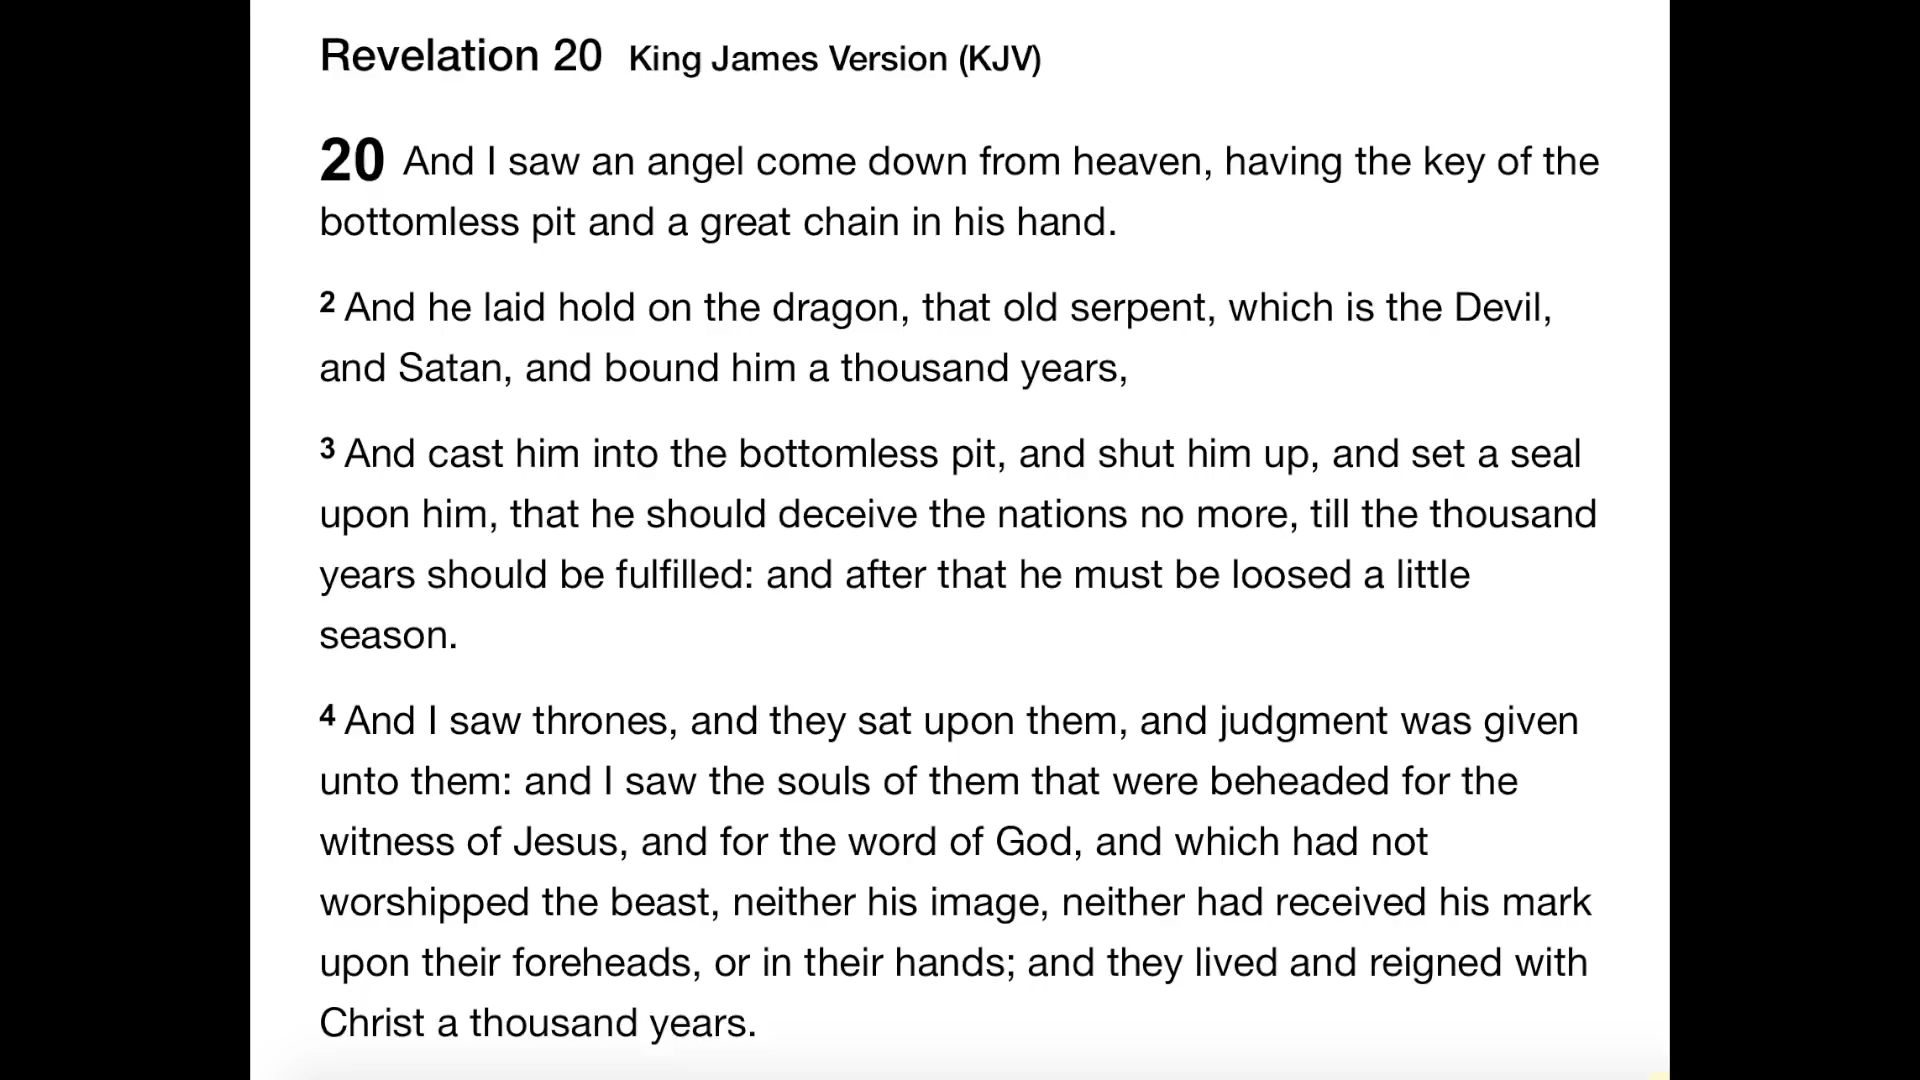 Revelation 20 King James Version (KJV)
20 And I saw an angel come down from heaven, having the key of the
bottomless pit and a great chain in his hand.
2 And he laid hold on the dragon, that old serpent, which is the Devil,
and Satan, and bound him a thousand years,
3 And cast him into the bottomless pit, and shut him up, and set a seal
upon him, that he should deceive the nations no more, till the thousand
years should be fulfilled: and after that he must be loosed a little
season.
4 And I saw thrones, and they sat upon them, and judgment was given
unto them: and I saw the souls of them that were beheaded for the
witness of Jesus, and for the word of God, and which had not
worshipped the beast, neither his image, neither had received his mark
upon their foreheads, or in their hands; and they lived and reigned with
Christ a thousand years.